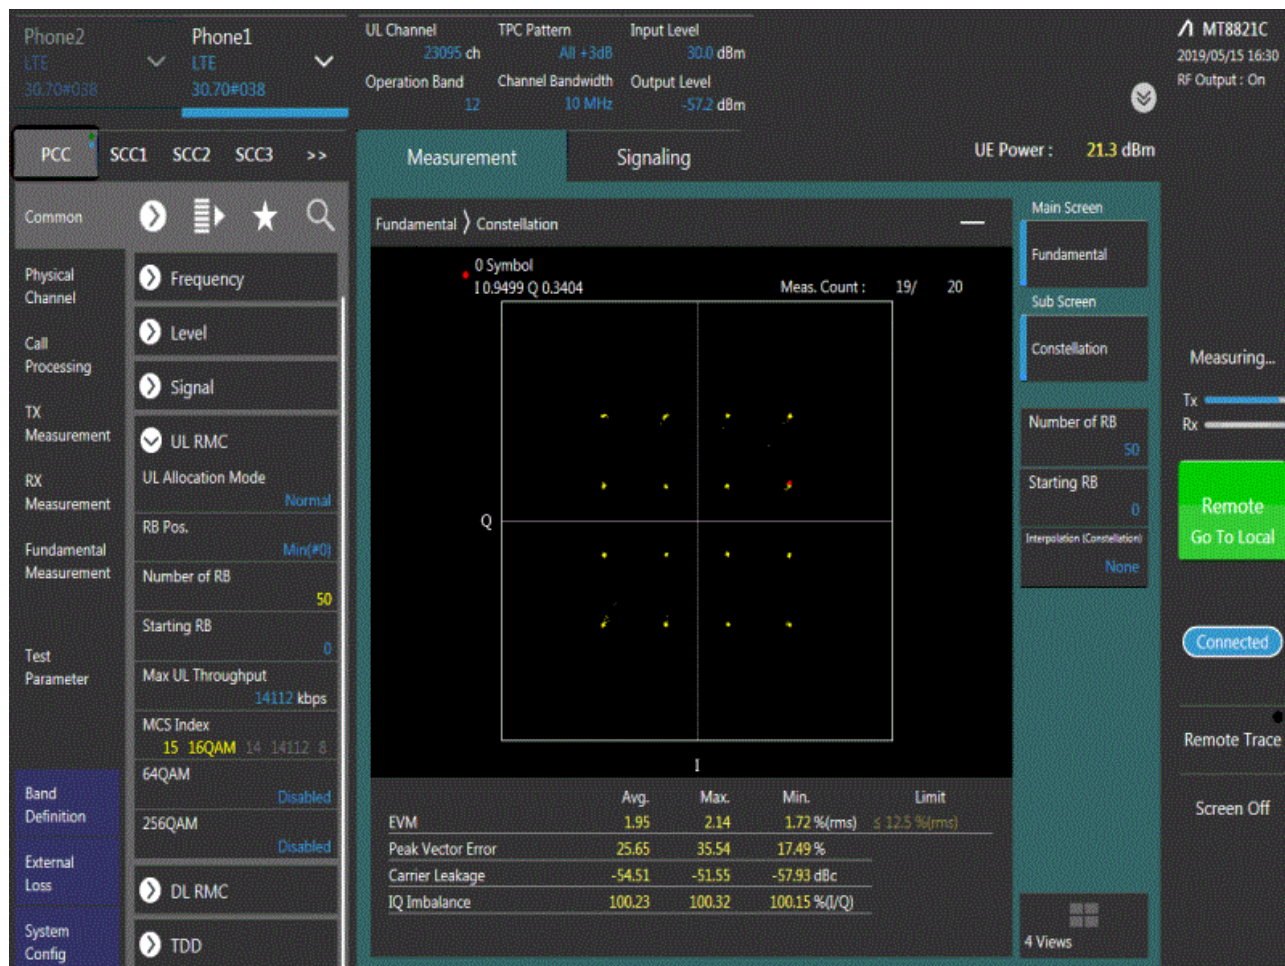 Phone2
LTE
30.70#038
Phone1
LTE
30.70#038
UL Channel
23095 ch
TPC Pattern
All +3dB
Input Level
30.0 dBm
Operation Band
12
Channel Bandwidth
10 MHz
Output Level
-57.2 dBm
MT8821C
2019/05/15 16:30
RF Output : On
PCC SCC1 SCC2 SCC3 >>
Measurement
Signaling
UE Power : 21.3 dBm
Common
Physical
Channel
Call
Processing
TX
Measurement
RX
Measurement
Fundamental
Measurement
Test
Parameter
Band
Definition
External
Loss
System
Config
Frequency
Level
Signal
UL RMC
UL Allocation Mode
Normal
RB Pos.
Min(#0)
Number of RB
50
Starting RB
0
Max UL Throughput
14112 kbps
MCS Index
15 16QAM 14 14112 8
64QAM
Disabled
256QAM
Disabled
DL RMC
TDD
Fundamental 〉 Constellation
0 Symbol
I 0.9499 Q 0.3404
Meas. Count : 19/ 20
Q
I
Avg. Max. Min. Limit
EVM 1.95 2.14 1.72 %(rms) ≤ 12.5 %(rms)
Peak Vector Error 25.65 35.54 17.49 %
Carrier Leakage -54.51 -51.55 -57.93 dBc
IQ Imbalance 100.23 100.32 100.15 %(I/Q)
Main Screen
Fundamental
Sub Screen
Constellation
Number of RB
50
Starting RB
0
Interpolation (Constellation)
None
4 Views
Measuring...
Tx
Rx
Remote
Go To Local
Connected
Remote Trace
Screen Off